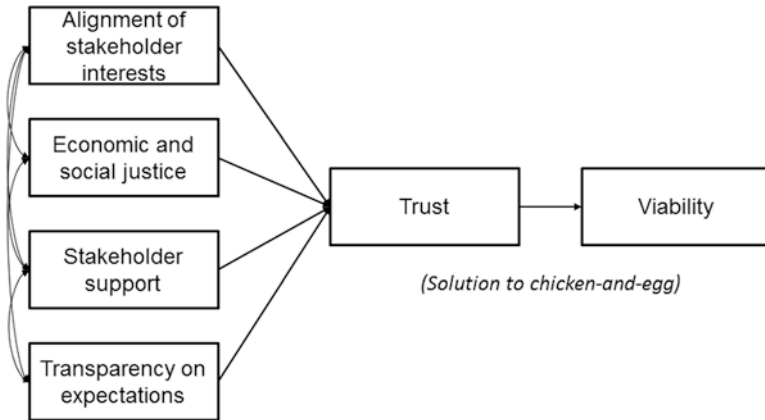 Alignment of
stakeholder
interests
Economic and
social justice
Stakeholder
support
Transparency on
expectations
Trust
Viability
(Solution to chicken-and-egg)